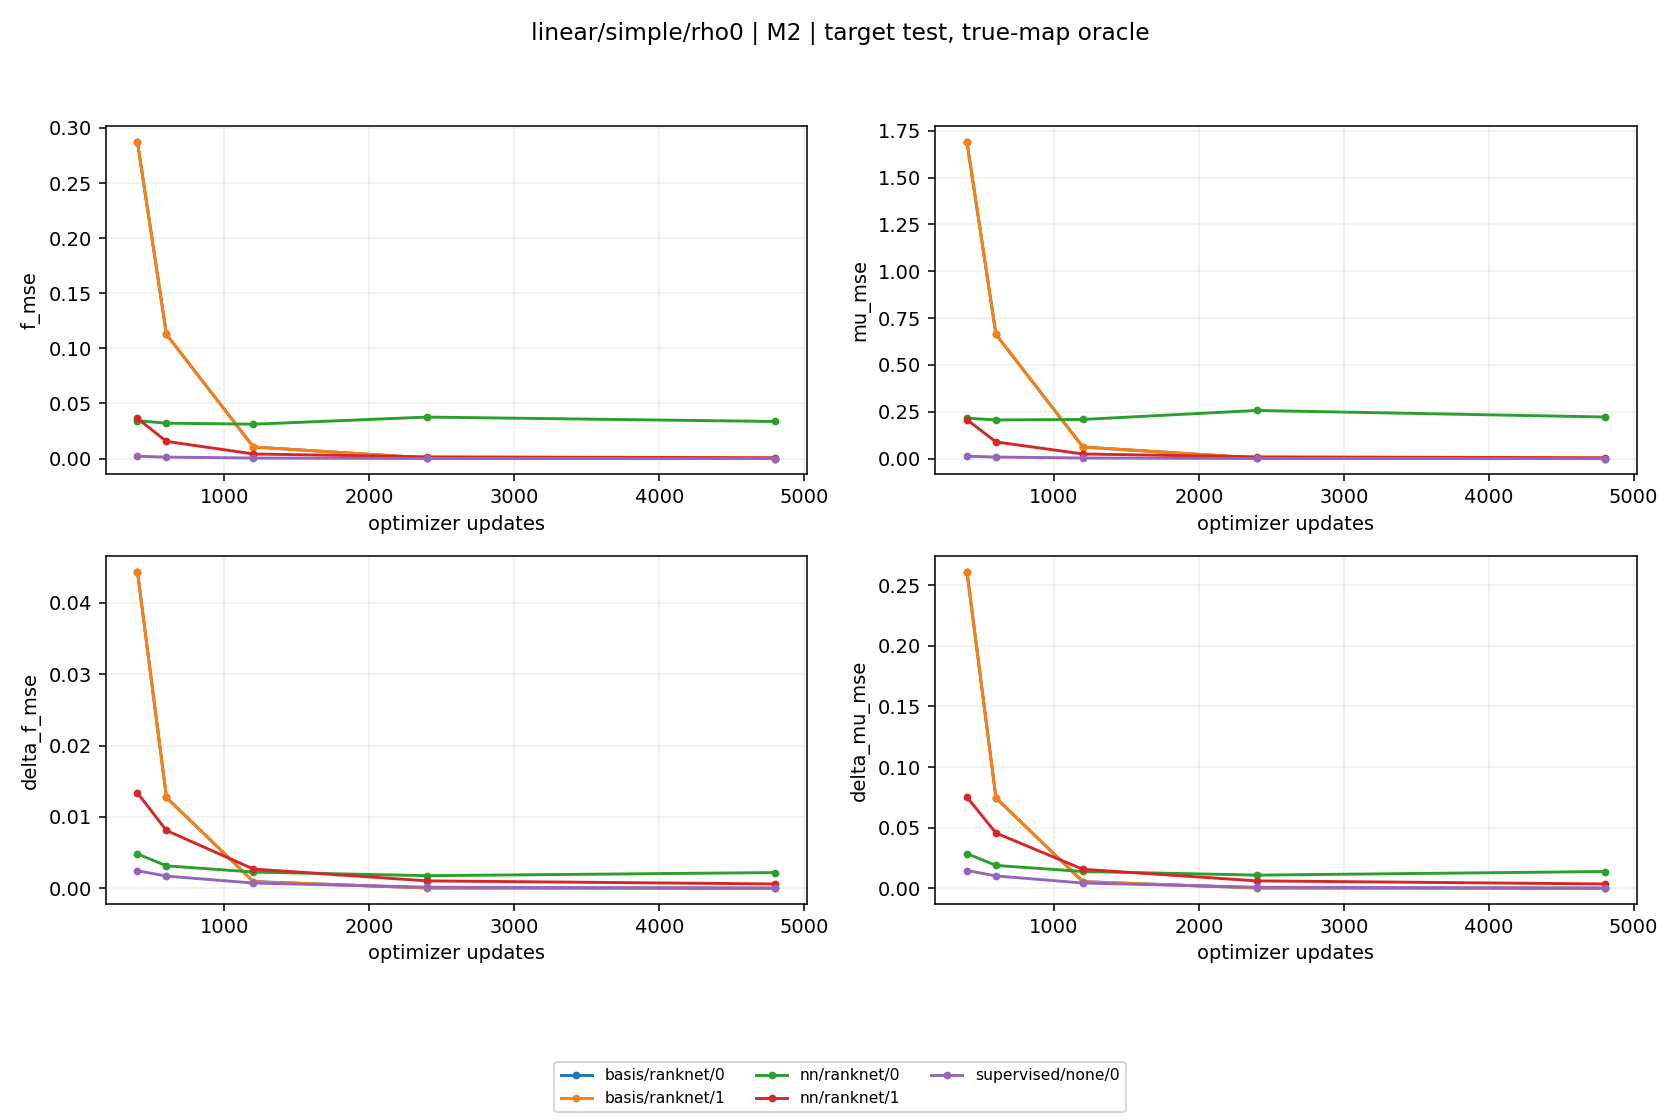 linear/simple/rho0 | M2 | target test, true-map oracle
0.30
0.25
0.20
0.15
0.10
0.05
0.00
f_mse
1000 2000 3000 4000 5000
optimizer updates
1.75
1.50
1.25
1.00
0.75
0.50
0.25
0.00
mu_mse
1000 2000 3000 4000 5000
optimizer updates
0.04
0.03
0.02
0.01
0.00
delta_f_mse
1000 2000 3000 4000 5000
optimizer updates
0.25
0.20
0.15
0.10
0.05
0.00
delta_mu_mse
1000 2000 3000 4000 5000
optimizer updates
basis/ranknet/0 nn/ranknet/0 supervised/none/0
basis/ranknet/1 nn/ranknet/1